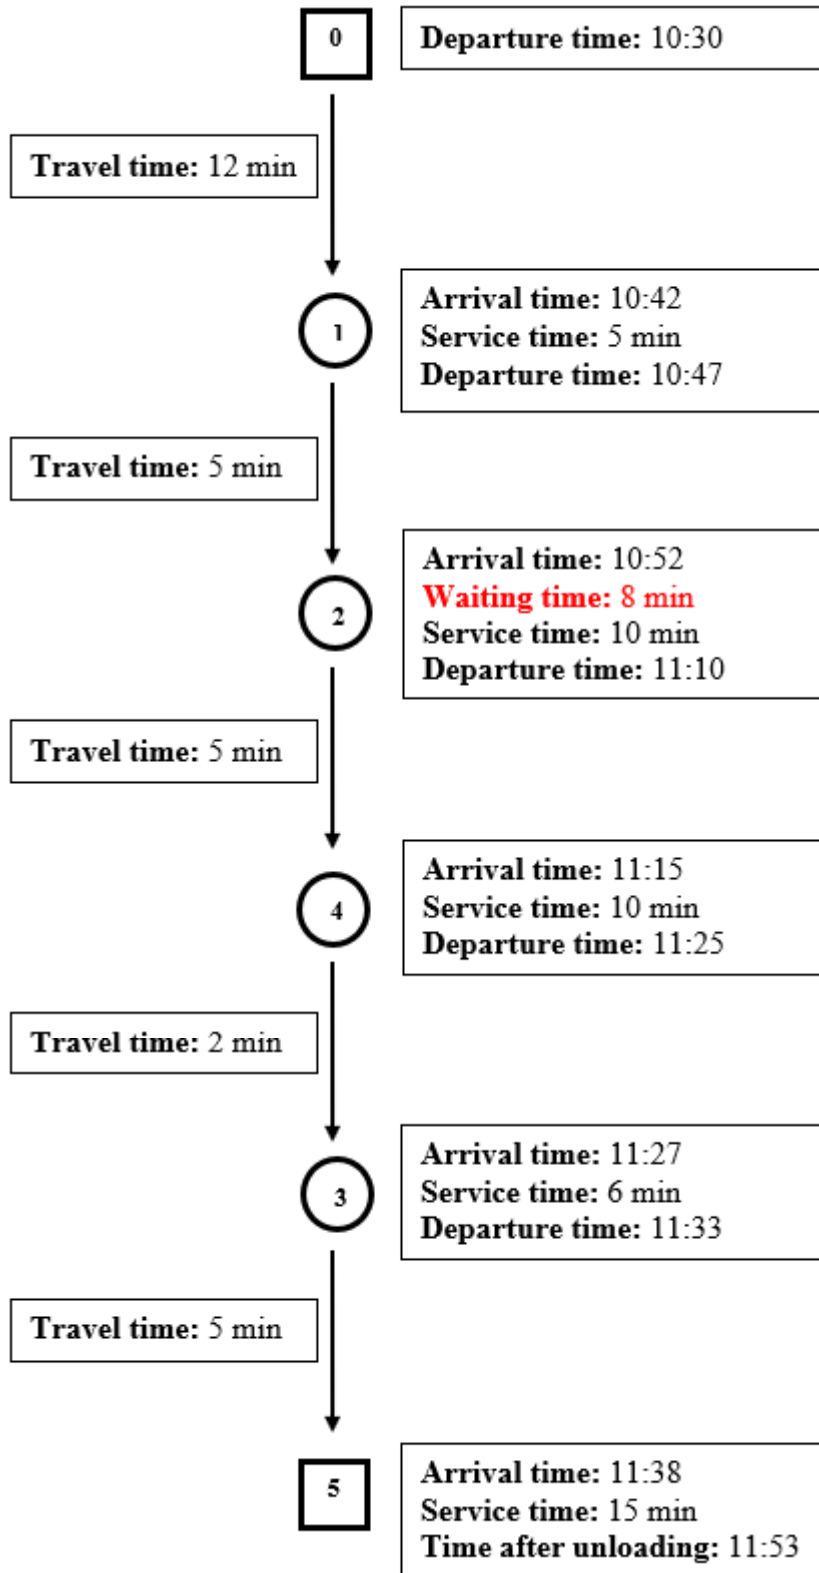 0
Departure time: 10:30
Travel time: 12 min
1
Arrival time: 10:42
Service time: 5 min
Departure time: 10:47
Travel time: 5 min
2
Arrival time: 10:52
Waiting time: 8 min
Service time: 10 min
Departure time: 11:10
Travel time: 5 min
4
Arrival time: 11:15
Service time: 10 min
Departure time: 11:25
Travel time: 2 min
3
Arrival time: 11:27
Service time: 6 min
Departure time: 11:33
Travel time: 5 min
5
Arrival time: 11:38
Service time: 15 min
Time after unloading: 11:53